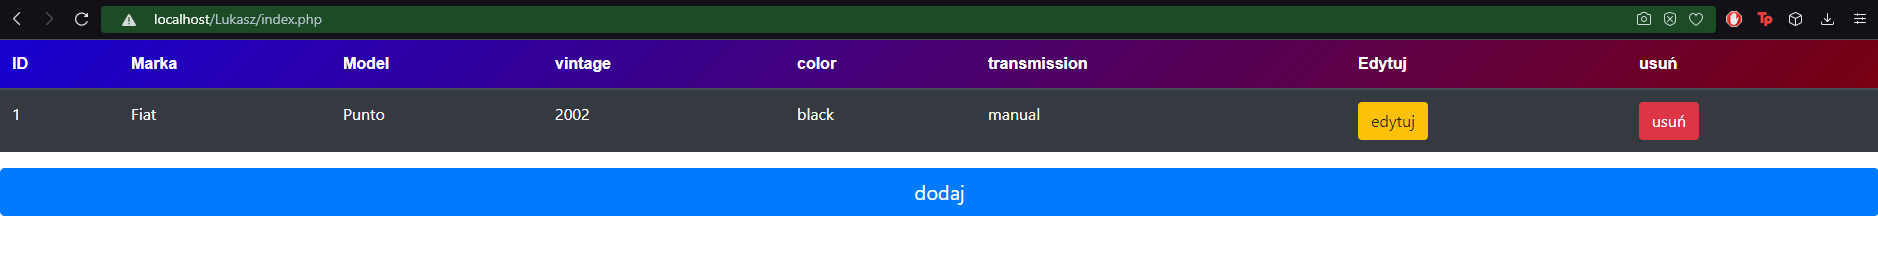 localhost/Lukasz/index.php
Tp
ID Marka Model vintage color transmission Edytuj usuń
1 Fiat Punto 2002 black manual edytuj usuń
dodaj